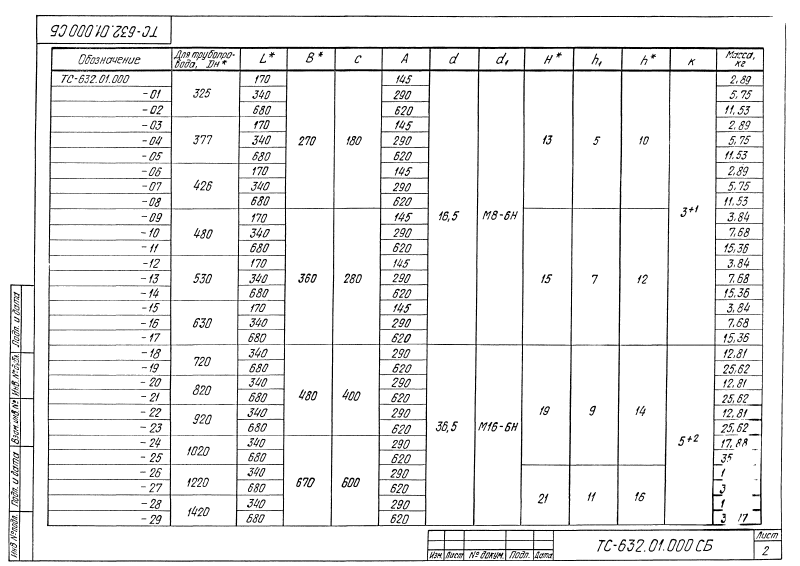 ТС-632.01.000 СБ
Обозначение Для трубопро-вода, Dн* L* B* c A d d₁ H* h₁ h* к Масса, кг
ТС-632.01.000 325 170 270 180 145 16,5 М8-6Н 13 5 10 3+1 2,89
-01 340 290 5,75
-02 680 620 11,53
-03 377 170 145 2,89
-04 340 290 5,75
-05 680 620 11,53
-06 426 170 145 2,89
-07 340 290 5,75
-08 680 620 11,53
-09 480 170 360 280 145 15 7 12 3,84
-10 340 290 7,68
-11 680 620 15,36
-12 530 170 145 3,84
-13 340 290 7,68
-14 680 620 15,36
-15 630 170 145 3,84
-16 340 290 7,68
-17 680 620 15,36
-18 720 340 480 400 290 36,5 М16-6Н 19 9 14 5+2 12,81
-19 680 620 25,62
-20 820 340 290 12,81
-21 680 620 25,62
-22 920 340 290 12,81
-23 680 620 25,62
-24 1020 340 670 600 290 17,88
-25 680 620 35
-26 1220 340 290 21 11 16 1
-27 680 620 3
-28 1420 340 290 1
-29 680 620 3 17
Инв № подл. Подп. и дата Взам инв № Инв. № дубл. Подп. и дата
Изм. Лист № докум. Подп. Дата
ТС-632.01.000 СБ
Лист
2